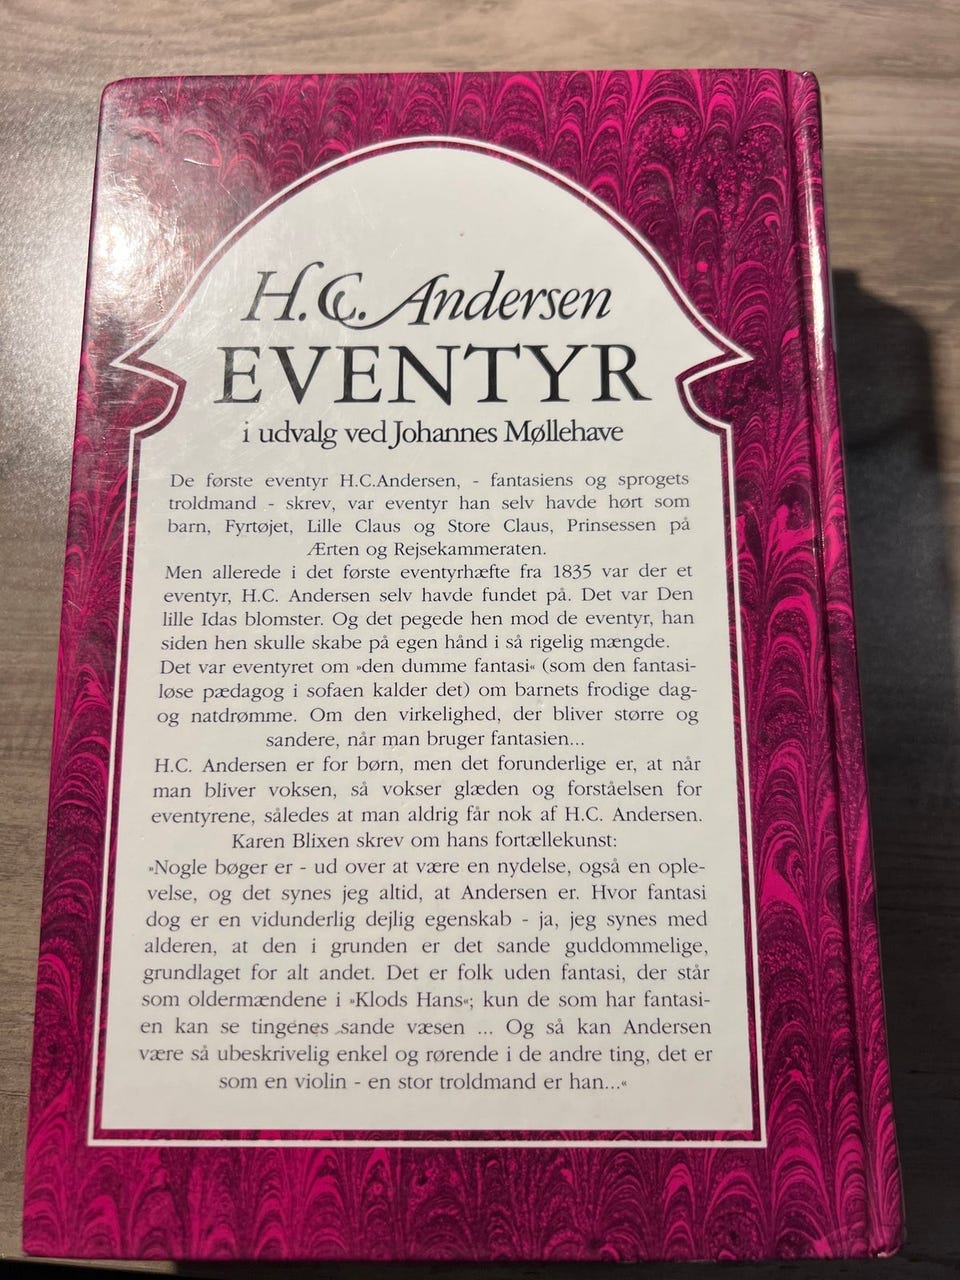 H.C. Andersen
EVENTYR
i udvalg ved Johannes Møllehave
De første eventyr H.C.Andersen, - fantasiens og sprogets
troldmand - skrev, var eventyr han selv havde hørt som
barn, Fyrtøjet, Lille Claus og Store Claus, Prinsessen på
Ærten og Rejsekammeraten.
Men allerede i det første eventyrhæfte fra 1835 var der et
eventyr, H.C. Andersen selv havde fundet på. Det var Den
lille Idas blomster. Og det pegede hen mod de eventyr, han
siden hen skulle skabe på egen hånd i så rigelig mængde.
Det var eventyret om »den dumme fantasi« (som den fantasi-
løse pædagog i sofaen kalder det) om barnets frodige dag-
og natdrømme. Om den virkelighed, der bliver større og
sandere, når man bruger fantasien...
H.C. Andersen er for børn, men det forunderlige er, at når
man bliver voksen, så vokser glæden og forståelsen for
eventyrene, således at man aldrig får nok af H.C. Andersen.
Karen Blixen skrev om hans fortællekunst:
»Nogle bøger er - ud over at være en nydelse, også en ople-
velse, og det synes jeg altid, at Andersen er. Hvor fantasi
dog er en vidunderlig dejlig egenskab - ja, jeg synes med
alderen, at den i grunden er det sande guddommelige,
grundlaget for alt andet. Det er folk uden fantasi, der står
som oldermændene i »Klods Hans«; kun de som har fantasi-
en kan se tingenes sande væsen ... Og så kan Andersen
være så ubeskrivelig enkel og rørende i de andre ting, det er
som en violin - en stor troldmand er han...«